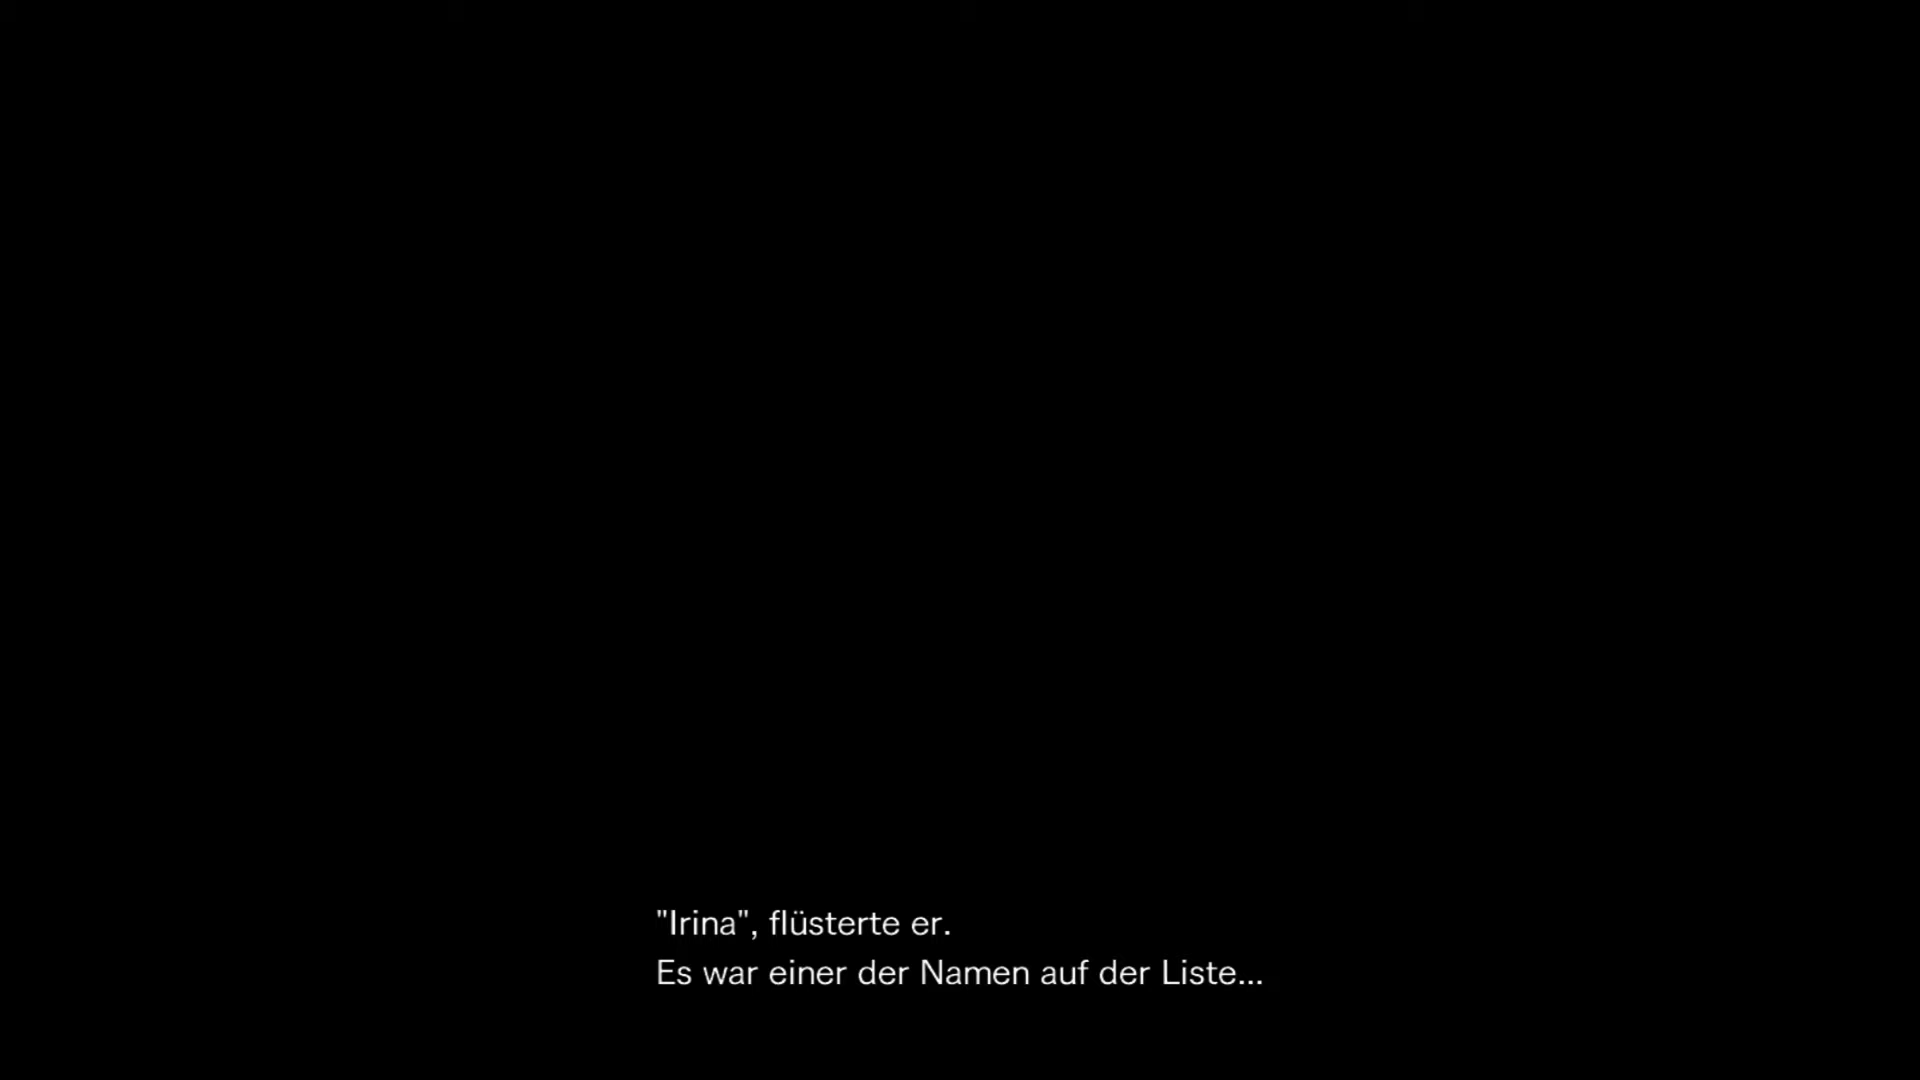 "Irina", flüsterte er.
Es war einer der Namen auf der Liste...